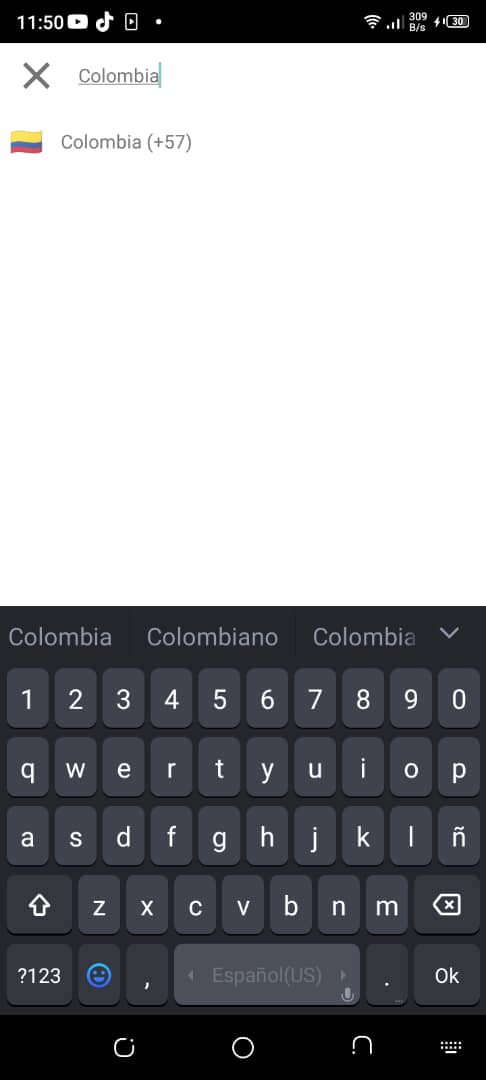 11:50
309
B/s
30
Colombia
Colombia (+57)
Colombia Colombiano Colombia
1 2 3 4 5 6 7 8 9 0
q w e r t y u i o p
a s d f g h j k l ñ
z x c v b n m
?123 , Español(US) . Ok